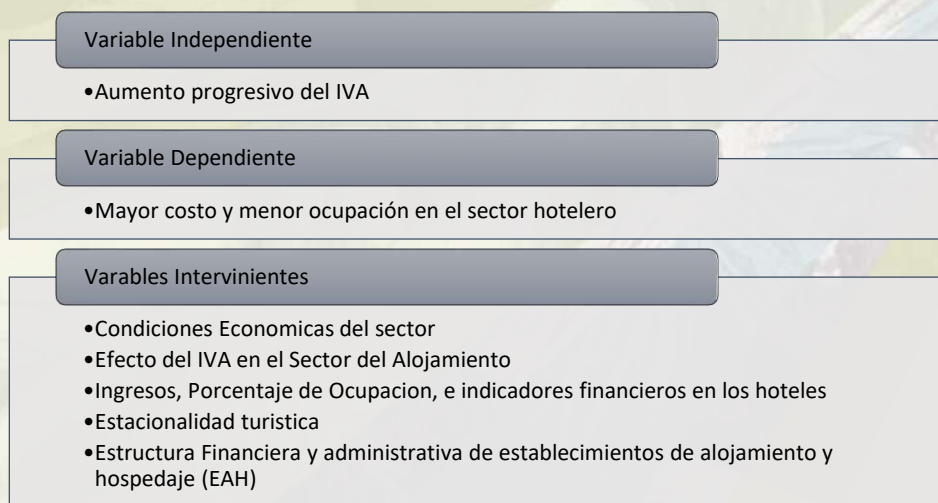 Variable Independiente
•Aumento progresivo del IVA
Variable Dependiente
•Mayor costo y menor ocupación en el sector hotelero
Varables Intervinientes
•Condiciones Economicas del sector
•Efecto del IVA en el Sector del Alojamiento
•Ingresos, Porcentaje de Ocupacion, e indicadores financieros en los hoteles
•Estacionalidad turistica
•Estructura Financiera y administrativa de establecimientos de alojamiento y
hospedaje (EAH)